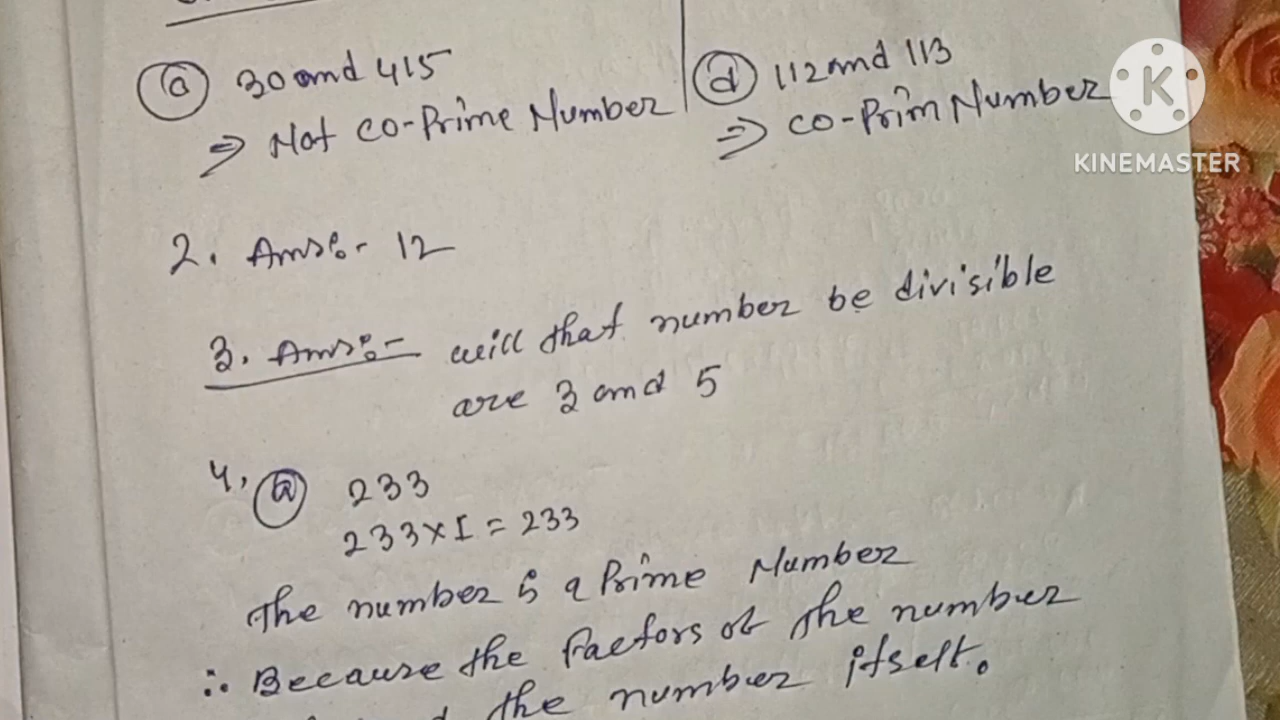 (a) 30 and 415
⇒ Not co-Prime Number
(d) 112 and 113
⇒ co-Prim Number
KINEMASTER
2. Ans:- 12
3. Ans:- will that number be divisible
are 3 and 5
4. (a) 233
233 × I = 233
The number is a Prime Number
∴ Because the factors of the number
the number itself.